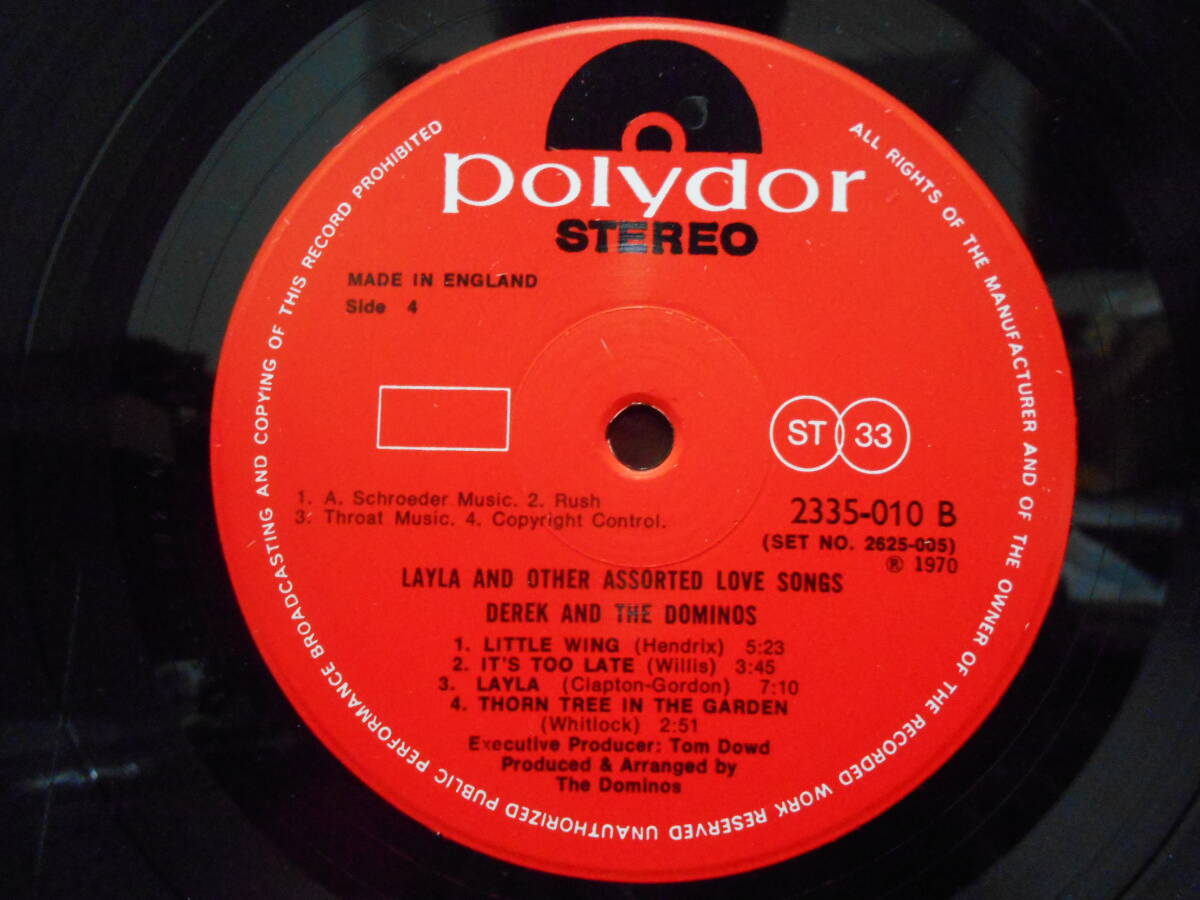 polydor
STEREO
MADE IN ENGLAND
Side 4
ST 33
1. A. Schroeder Music. 2. Rush
3. Throat Music. 4. Copyright Control.
2335-010 B
(SET NO. 2625-005)
℗ 1970
LAYLA AND OTHER ASSORTED LOVE SONGS
DEREK AND THE DOMINOS
1. LITTLE WING (Hendrix) 5:23
2. IT'S TOO LATE (Willis) 3:45
3. LAYLA (Clapton-Gordon) 7:10
4. THORN TREE IN THE GARDEN
(Whitlock) 2:51
Executive Producer: Tom Dowd
Produced & Arranged by
The Dominos
ALL RIGHTS OF THE MANUFACTURER AND OF THE OWNER OF THE RECORDED WORK RESERVED UNAUTHORIZED PUBLIC PERFORMANCE BROADCASTING AND COPYING OF THIS RECORD PROHIBITED